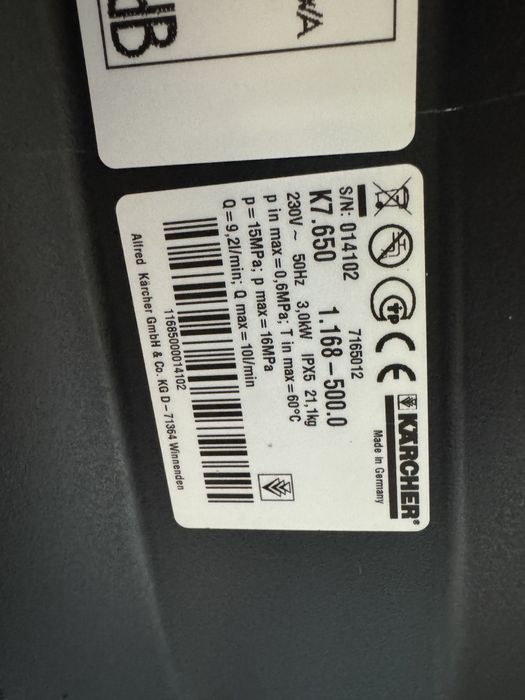 w/A
dB
KÄRCHER®
Made in Germany
7165012
S/N: 014102
K7.650 1.168-500.0
230V ~ 50Hz 3,0kW IPX5 21,1kg
p in max=0,6MPa; T in max=60°C
p=15MPa; p max=16MPa
Q=9,2l/min; Q max=10l/min
11685000014102
Alfred Kärcher GmbH & Co. KG D-71364 Winnenden